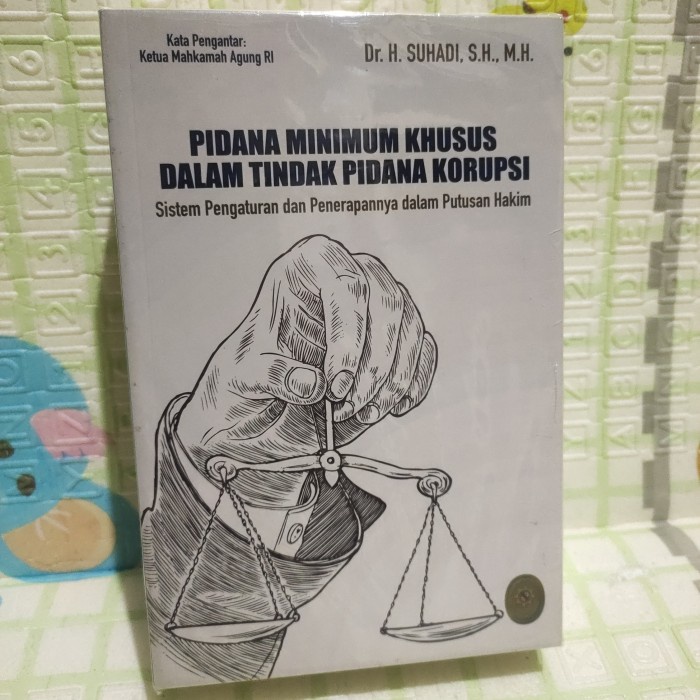 Kata Pengantar:
Ketua Mahkamah Agung RI
Dr. H. SUHADI, S.H., M.H.
PIDANA MINIMUM KHUSUS
DALAM TINDAK PIDANA KORUPSI
Sistem Pengaturan dan Penerapannya dalam Putusan Hakim